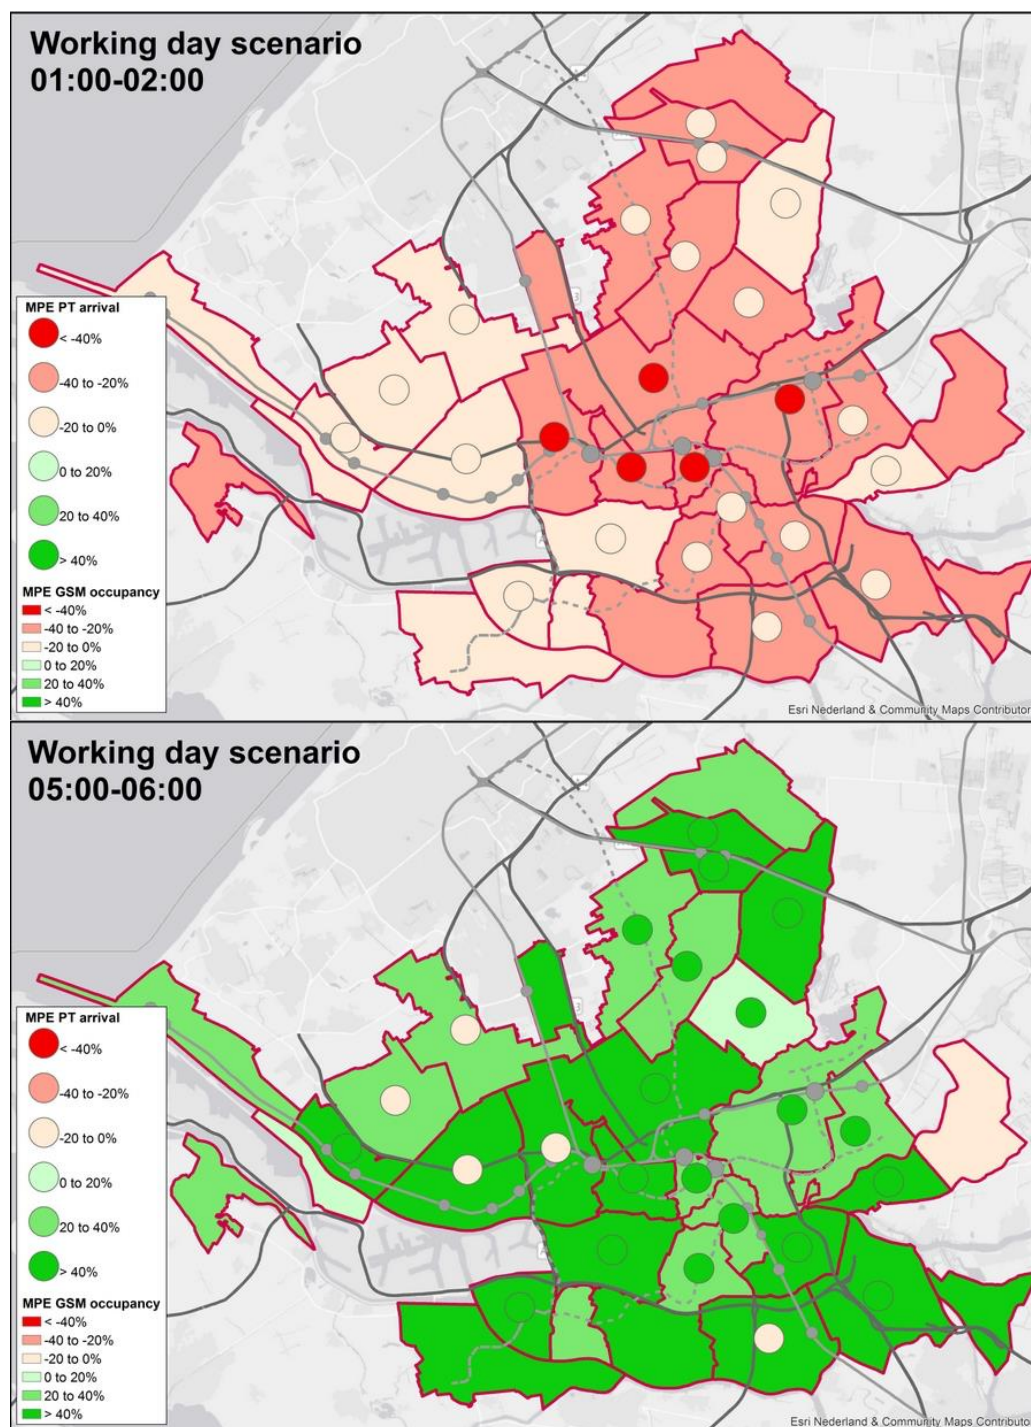 Working day scenario
01:00-02:00
MPE PT arrival
< -40%
-40 to -20%
-20 to 0%
0 to 20%
20 to 40%
> 40%
MPE GSM occupancy
< -40%
-40 to -20%
-20 to 0%
0 to 20%
20 to 40%
> 40%
Esri Nederland & Community Maps Contributor
Working day scenario
05:00-06:00
MPE PT arrival
< -40%
-40 to -20%
-20 to 0%
0 to 20%
20 to 40%
> 40%
MPE GSM occupancy
< -40%
-40 to -20%
-20 to 0%
0 to 20%
20 to 40%
> 40%
Esri Nederland & Community Maps Contributor